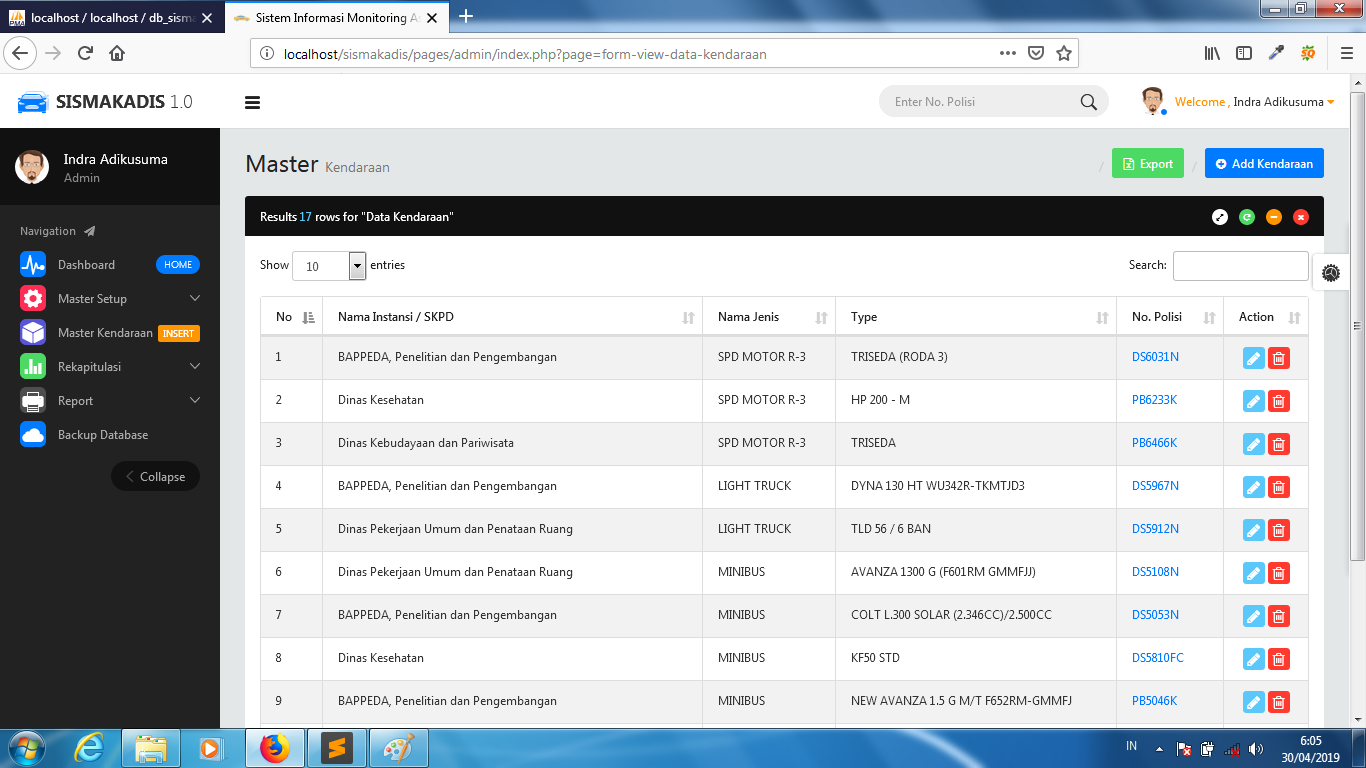 localhost / localhost / db_sism
Sistem Informasi Monitoring As
localhost/sismakadis/pages/admin/index.php?page=form-view-data-kendaraan
SISMAKADIS 1.0
Enter No. Polisi
Welcome , Indra Adikusuma
Indra Adikusuma
Admin
Navigation
Dashboard HOME
Master Setup
Master Kendaraan INSERT
Rekapitulasi
Report
Backup Database
Collapse
Master Kendaraan
/ Export / Add Kendaraan
Results 17 rows for "Data Kendaraan"
Show 10 entries
Search:
No Nama Instansi / SKPD Nama Jenis Type No. Polisi Action
1 BAPPEDA, Penelitian dan Pengembangan SPD MOTOR R-3 TRISEDA (RODA 3) DS6031N
2 Dinas Kesehatan SPD MOTOR R-3 HP 200 - M PB6233K
3 Dinas Kebudayaan dan Pariwisata SPD MOTOR R-3 TRISEDA PB6466K
4 BAPPEDA, Penelitian dan Pengembangan LIGHT TRUCK DYNA 130 HT WU342R-TKMTJD3 DS5967N
5 Dinas Pekerjaan Umum dan Penataan Ruang LIGHT TRUCK TLD 56 / 6 BAN DS5912N
6 Dinas Pekerjaan Umum dan Penataan Ruang MINIBUS AVANZA 1300 G (F601RM GMMFJJ) DS5108N
7 BAPPEDA, Penelitian dan Pengembangan MINIBUS COLT L.300 SOLAR (2.346CC)/2.500CC DS5053N
8 Dinas Kesehatan MINIBUS KF50 STD DS5810FC
9 BAPPEDA, Penelitian dan Pengembangan MINIBUS NEW AVANZA 1.5 G M/T F652RM-GMMFJ PB5046K
IN
6:05
30/04/2019